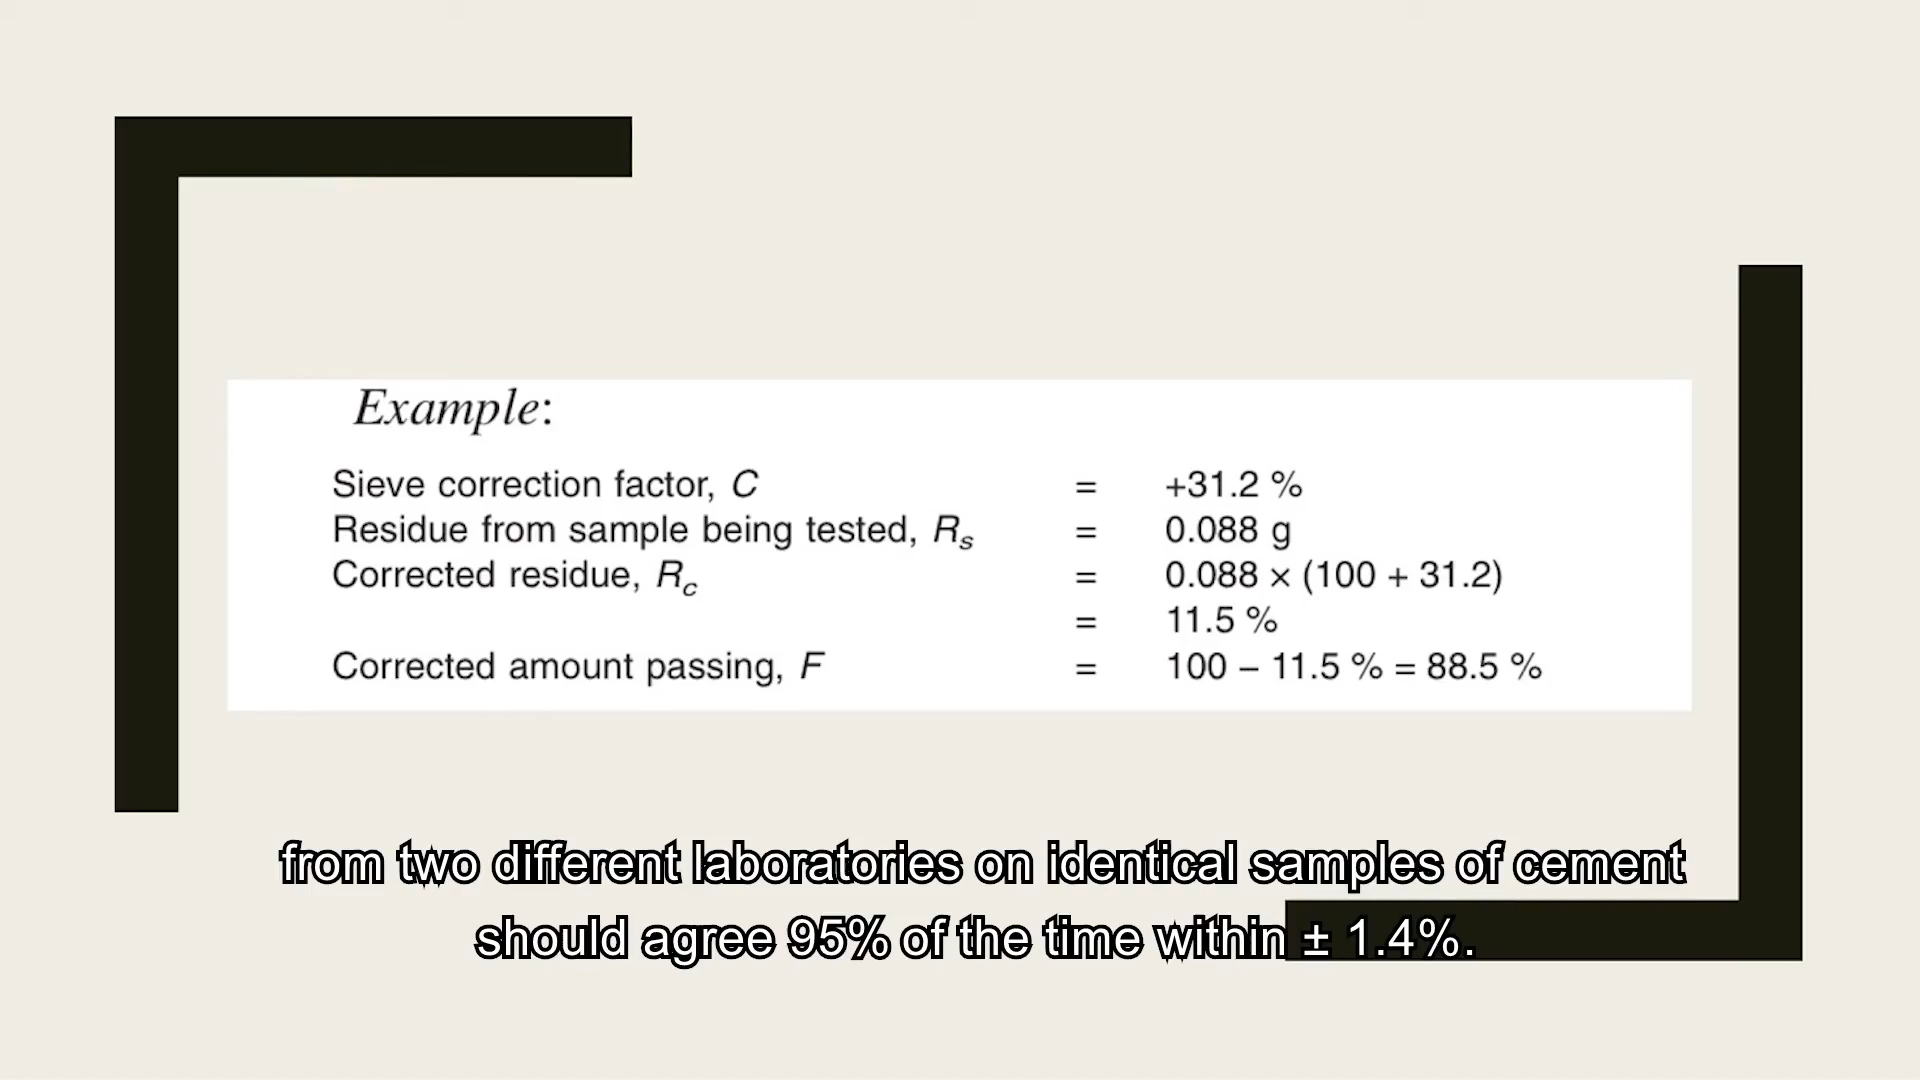 Example:
Sieve correction factor, C = +31.2 %
Residue from sample being tested, Rs = 0.088 g
Corrected residue, Rc = 0.088 × (100 + 31.2)
= 11.5 %
Corrected amount passing, F = 100 – 11.5 % = 88.5 %
from two different laboratories on identical samples of cement
should agree 95% of the time within ± 1.4%.